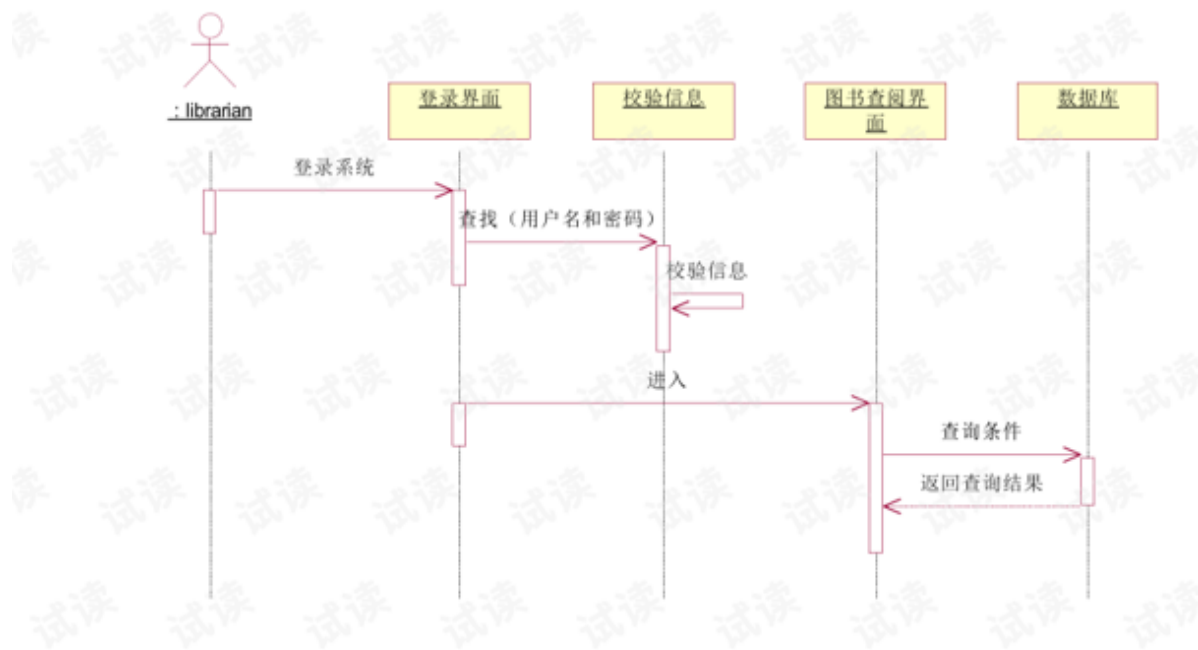 : librarian
登录界面
校验信息
图书查阅界
面
数据库
登录系统
查找（用户名和密码）
校验信息
进入
查询条件
返回查询结果
试读